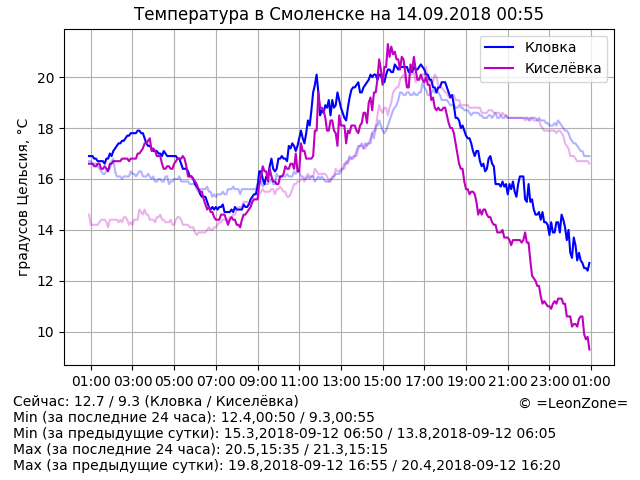 Температура в Смоленске на 14.09.2018 00:55
Кловка
Киселёвка
градусов Цельсия, °C
20
18
16
14
12
10
01:00 03:00 05:00 07:00 09:00 11:00 13:00 15:00 17:00 19:00 21:00 23:00 01:00
Сейчас: 12.7 / 9.3 (Кловка / Киселёвка)
© =LeonZone=
Min (за последние 24 часа): 12.4,00:50 / 9.3,00:55
Min (за предыдущие сутки): 15.3,2018-09-12 06:50 / 13.8,2018-09-12 06:05
Max (за последние 24 часа): 20.5,15:35 / 21.3,15:15
Max (за предыдущие сутки): 19.8,2018-09-12 16:55 / 20.4,2018-09-12 16:20